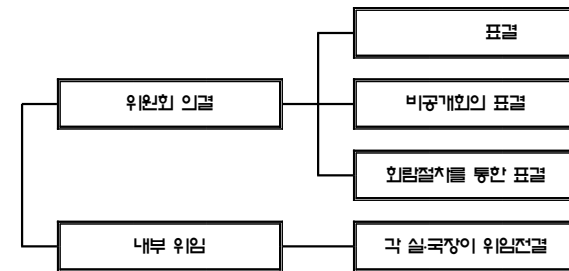 표결
위원회 의결
비공개회의 표결
회람절차를 통한 표결
내부 위임
각 실·국장이 위임전결